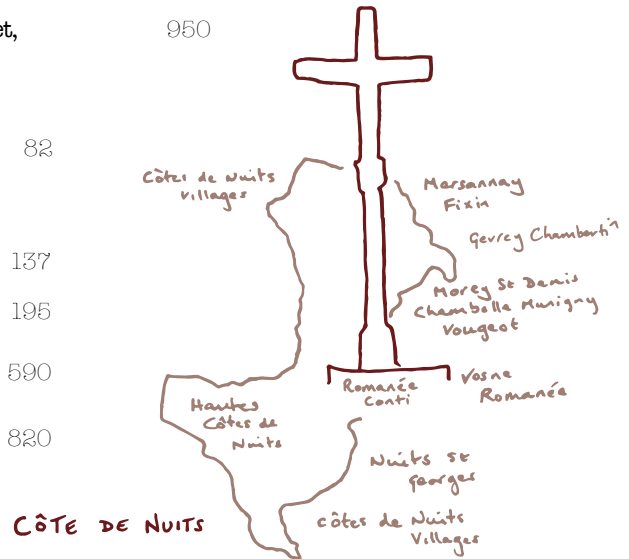 et,
950
82
Côtes de Nuits
Villages
Marsannay
Fixin
Gevrey Chambertin
137
Morey St Denis
195
Chambolle Musigny
Vougeot
590
Romanée
Conti
Vosne
Romanée
Hautes
Côtes de
Nuits
820
Nuits St
Georges
CÔTE DE NUITS
Côtes de Nuits
Villages